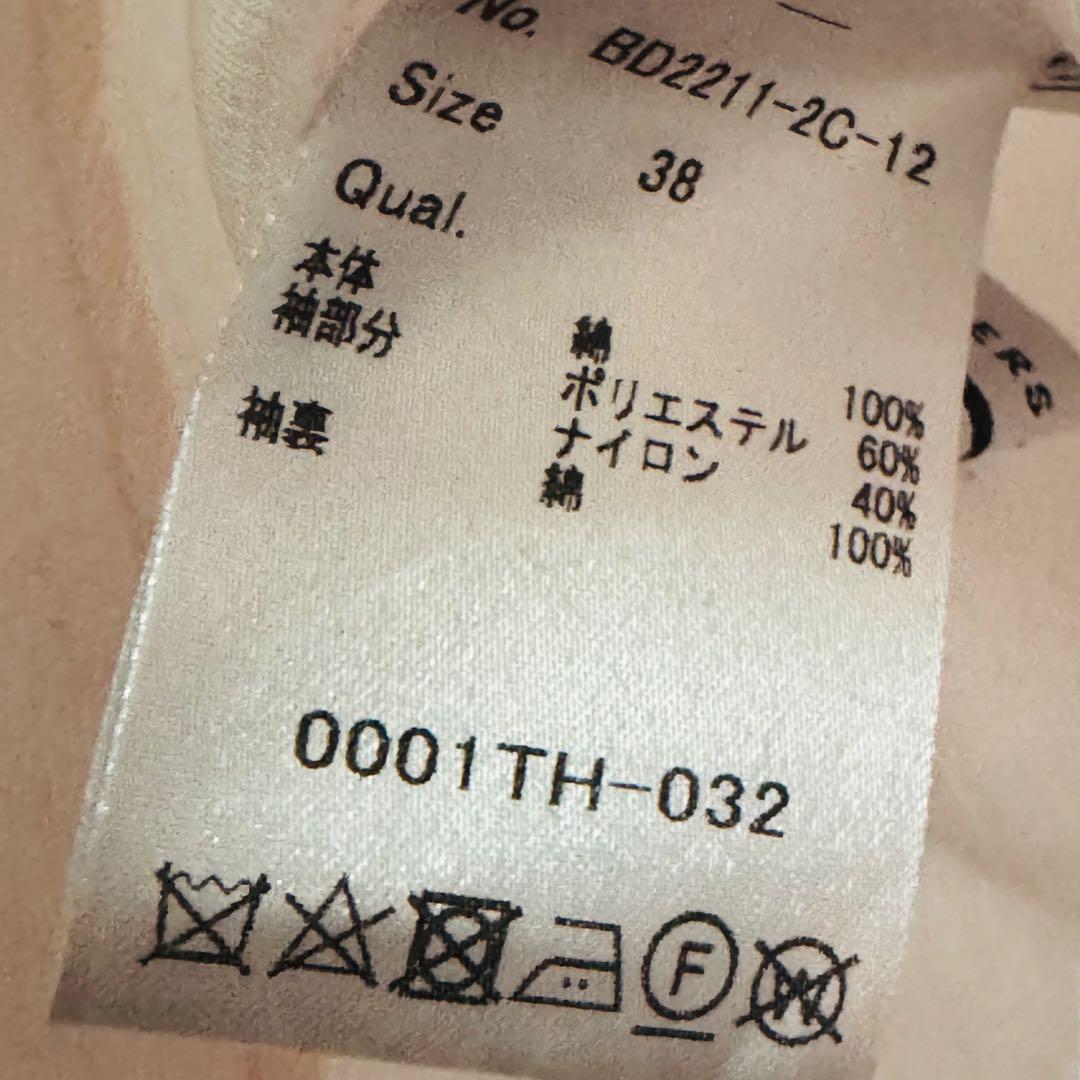 No. BD2211-2C-12
Size 38
Qual.
本体 綿 100%
袖部分 ポリエステル 60%
ナイロン 40%
袖裏 綿 100%
0001TH-032
F
W
ERS